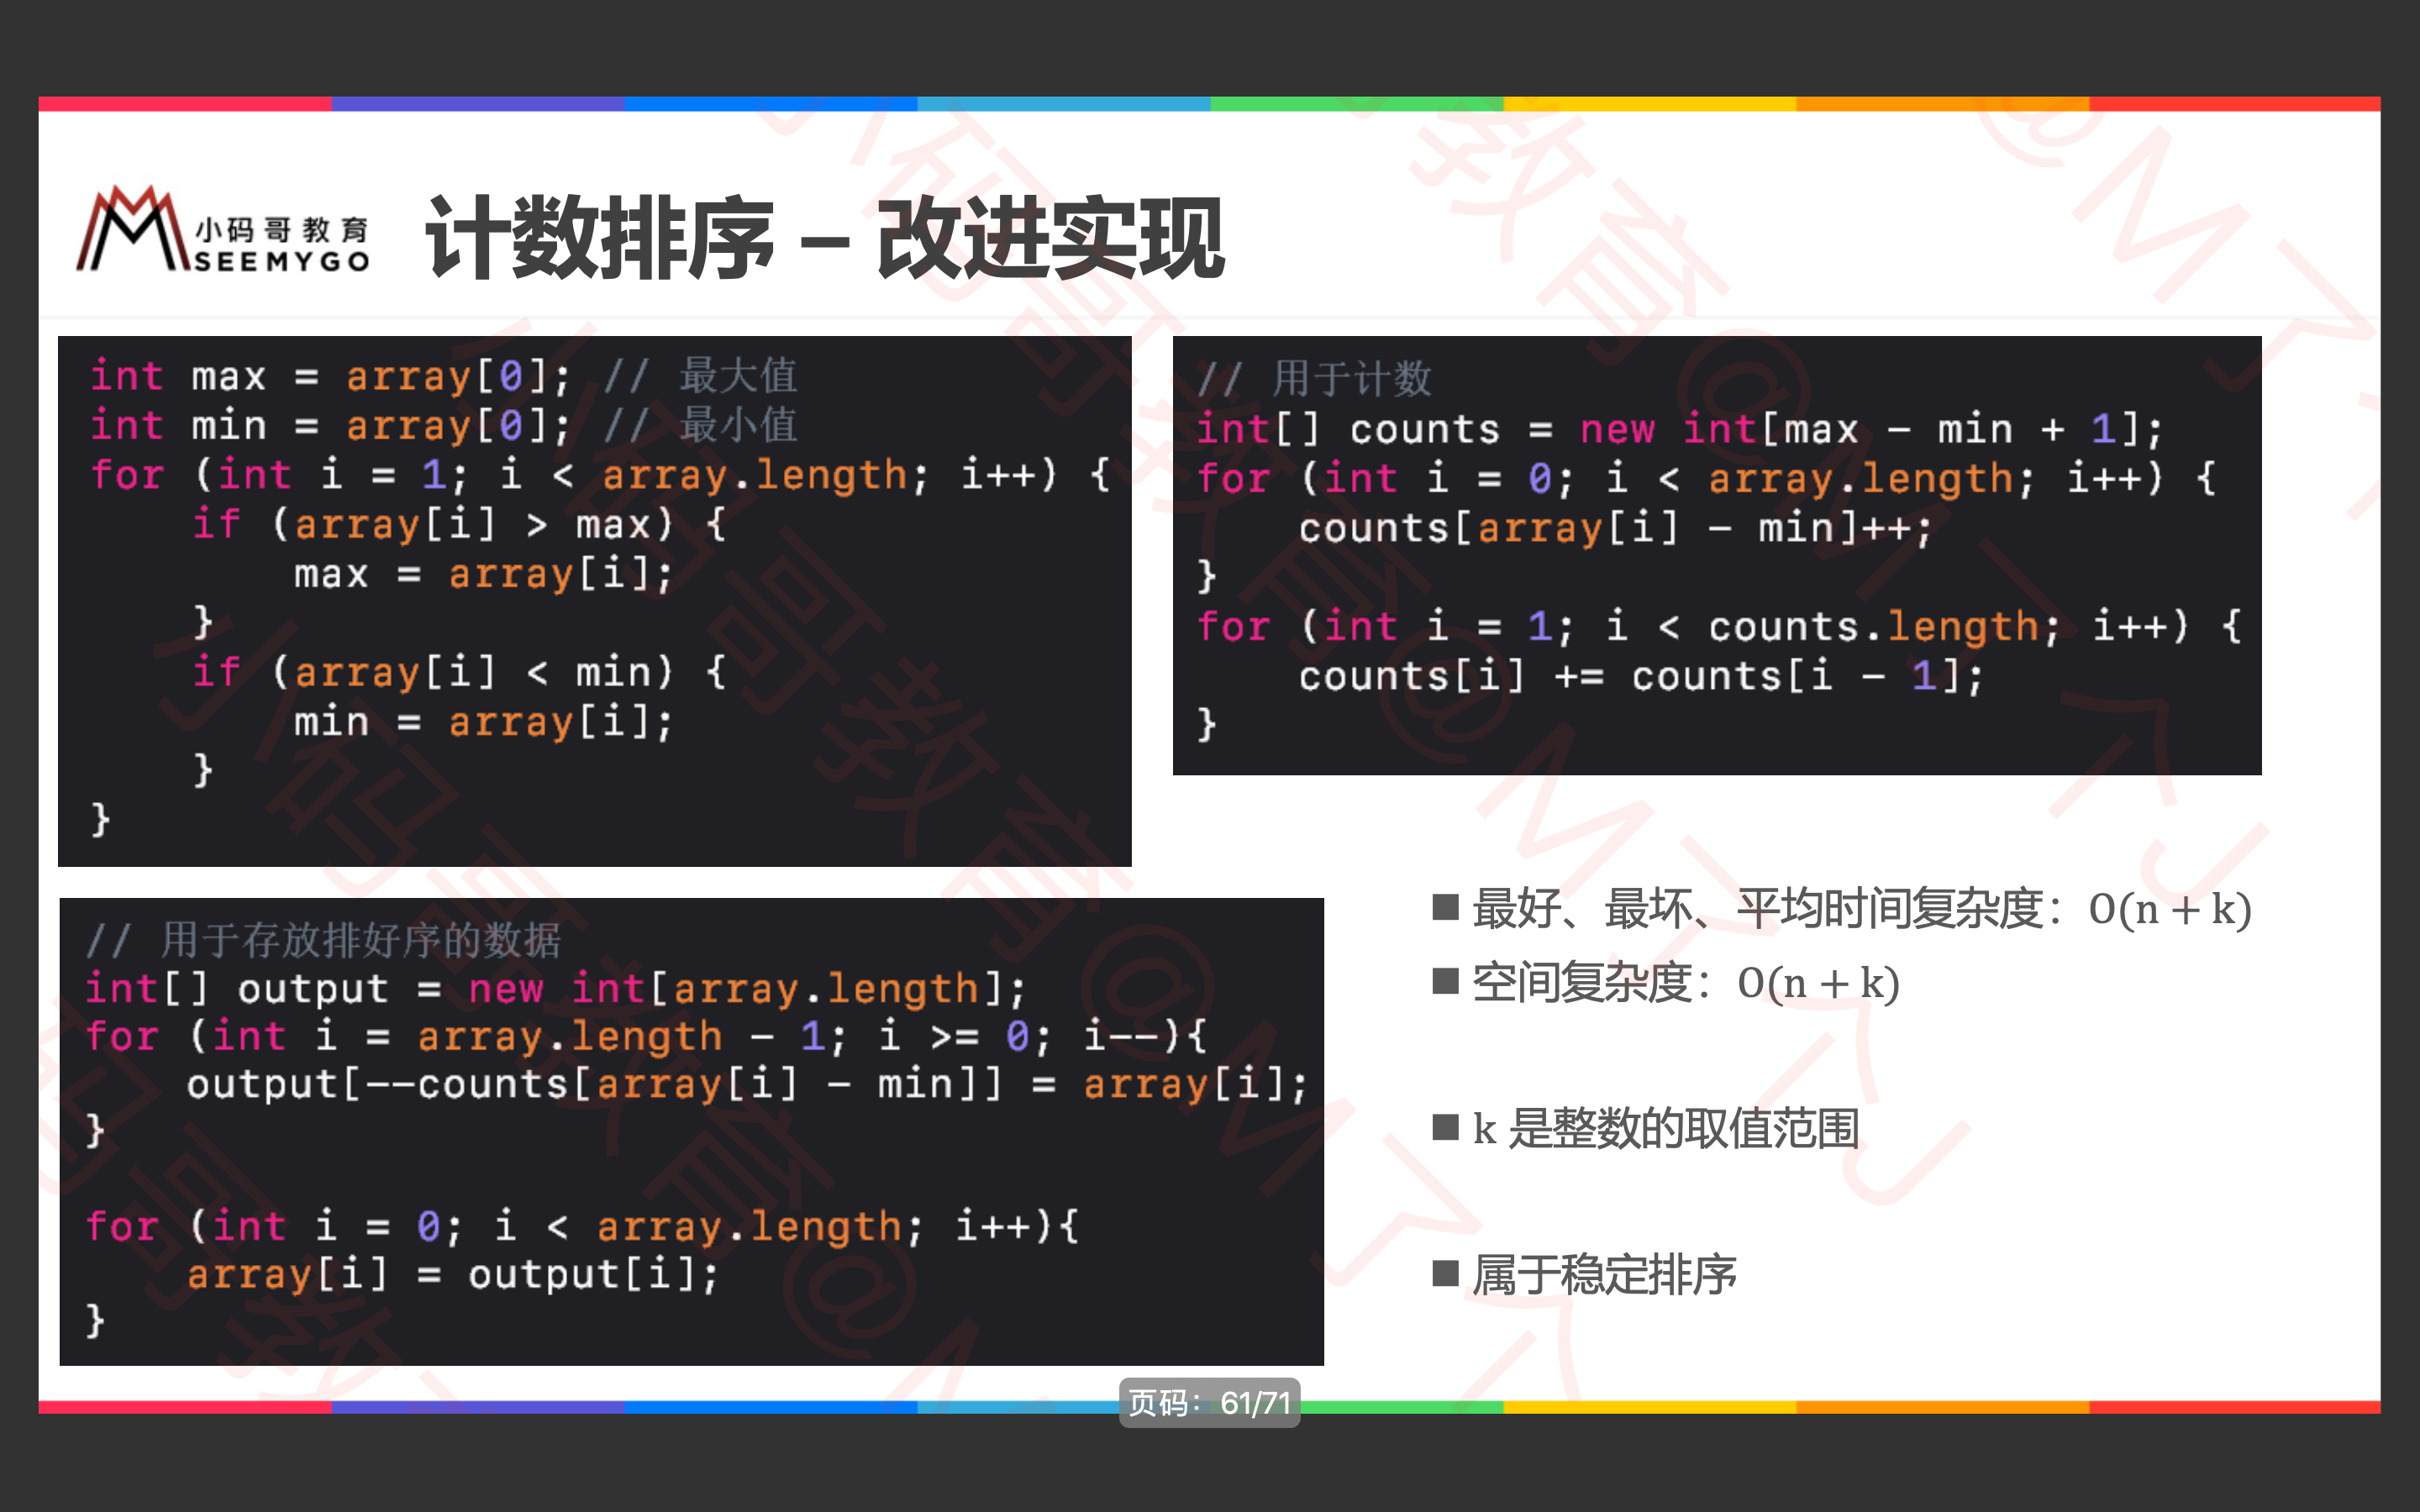 小码哥教育
SEEMYGO
计数排序 – 改进实现
int max = array[0]; // 最大值
int min = array[0]; // 最小值
for (int i = 1; i < array.length; i++) {
    if (array[i] > max) {
        max = array[i];
    }
    if (array[i] < min) {
        min = array[i];
    }
}
// 用于计数
int[] counts = new int[max - min + 1];
for (int i = 0; i < array.length; i++) {
    counts[array[i] - min]++;
}
for (int i = 1; i < counts.length; i++) {
    counts[i] += counts[i - 1];
}
// 用于存放排好序的数据
int[] output = new int[array.length];
for (int i = array.length - 1; i >= 0; i--){
    output[--counts[array[i] - min]] = array[i];
}
for (int i = 0; i < array.length; i++){
    array[i] = output[i];
}
■ 最好、最坏、平均时间复杂度：O(n + k)
■ 空间复杂度：O(n + k)
■ k 是整数的取值范围
■ 属于稳定排序
页码：61/71